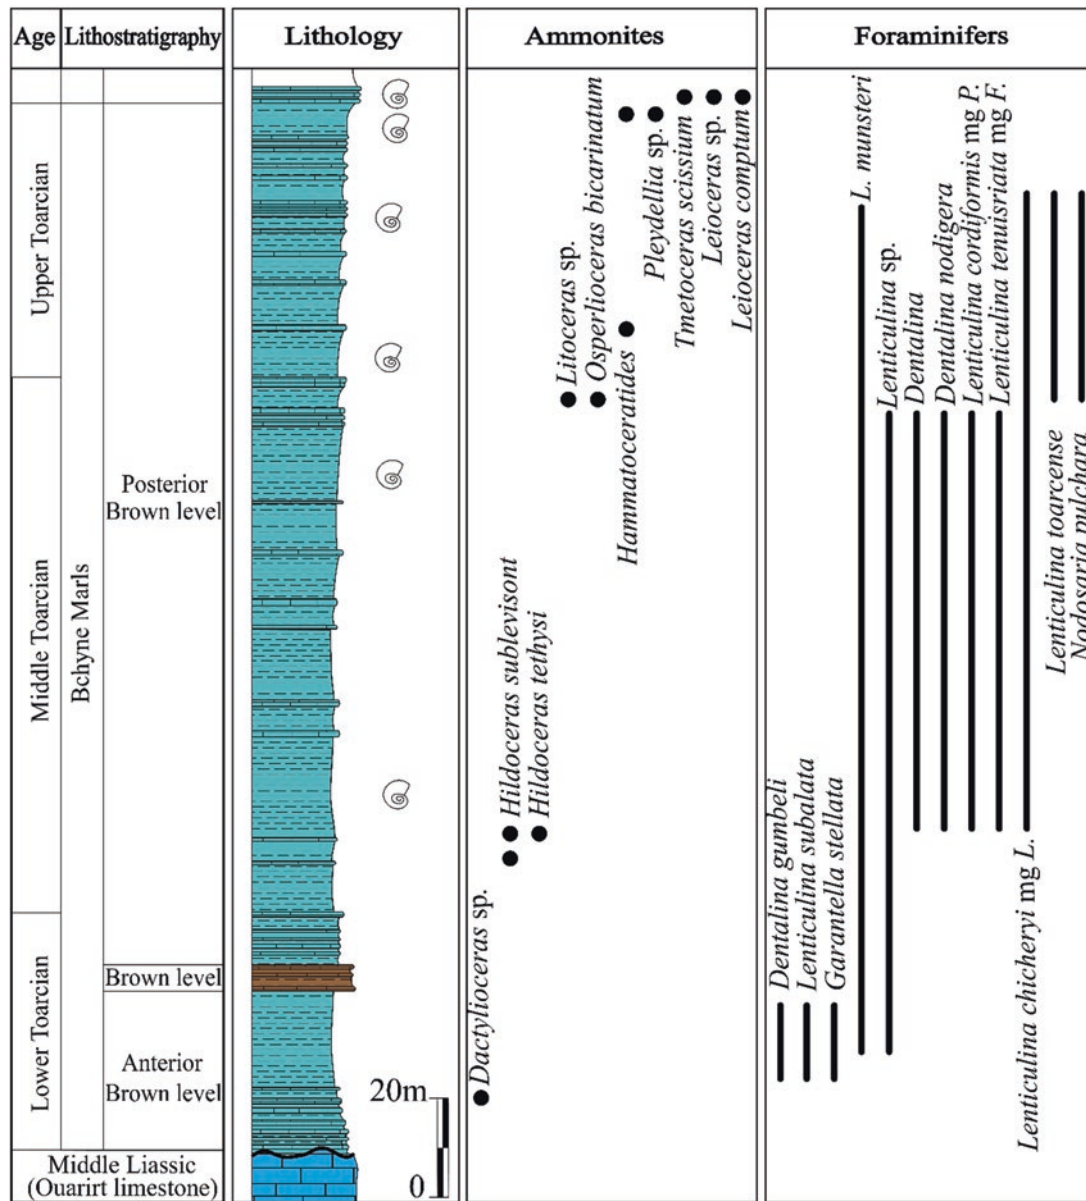 Age
Lithostratigraphy
Lithology
Ammonites
Foraminifers
Upper Toarcian
Middle Toarcian
Lower Toarcian
Bchyne Marls
Posterior
Brown level
Brown level
Anterior
Brown level
Middle Liassic
(Ouarirt limestone)
20m
0
Dactylioceras sp.
Hildoceras sublevisont
Hildoceras tethysi
Litoceras sp.
Osperlioceras bicarinatum
Hammatoceratides
Pleydellia sp.
Tmetoceras scissium
Leioceras sp.
Leioceras comptum
Dentalina gumbeli
Lenticulina subalata
Garantella stellata
L. munsteri
Lenticulina sp.
Dentalina
Dentalina nodigera
Lenticulina cordiformis mg P.
Lenticulina tenuisriata mg F.
Lenticulina chicheryi mg L.
Lenticulina toarcense
Nodosaria pulchara